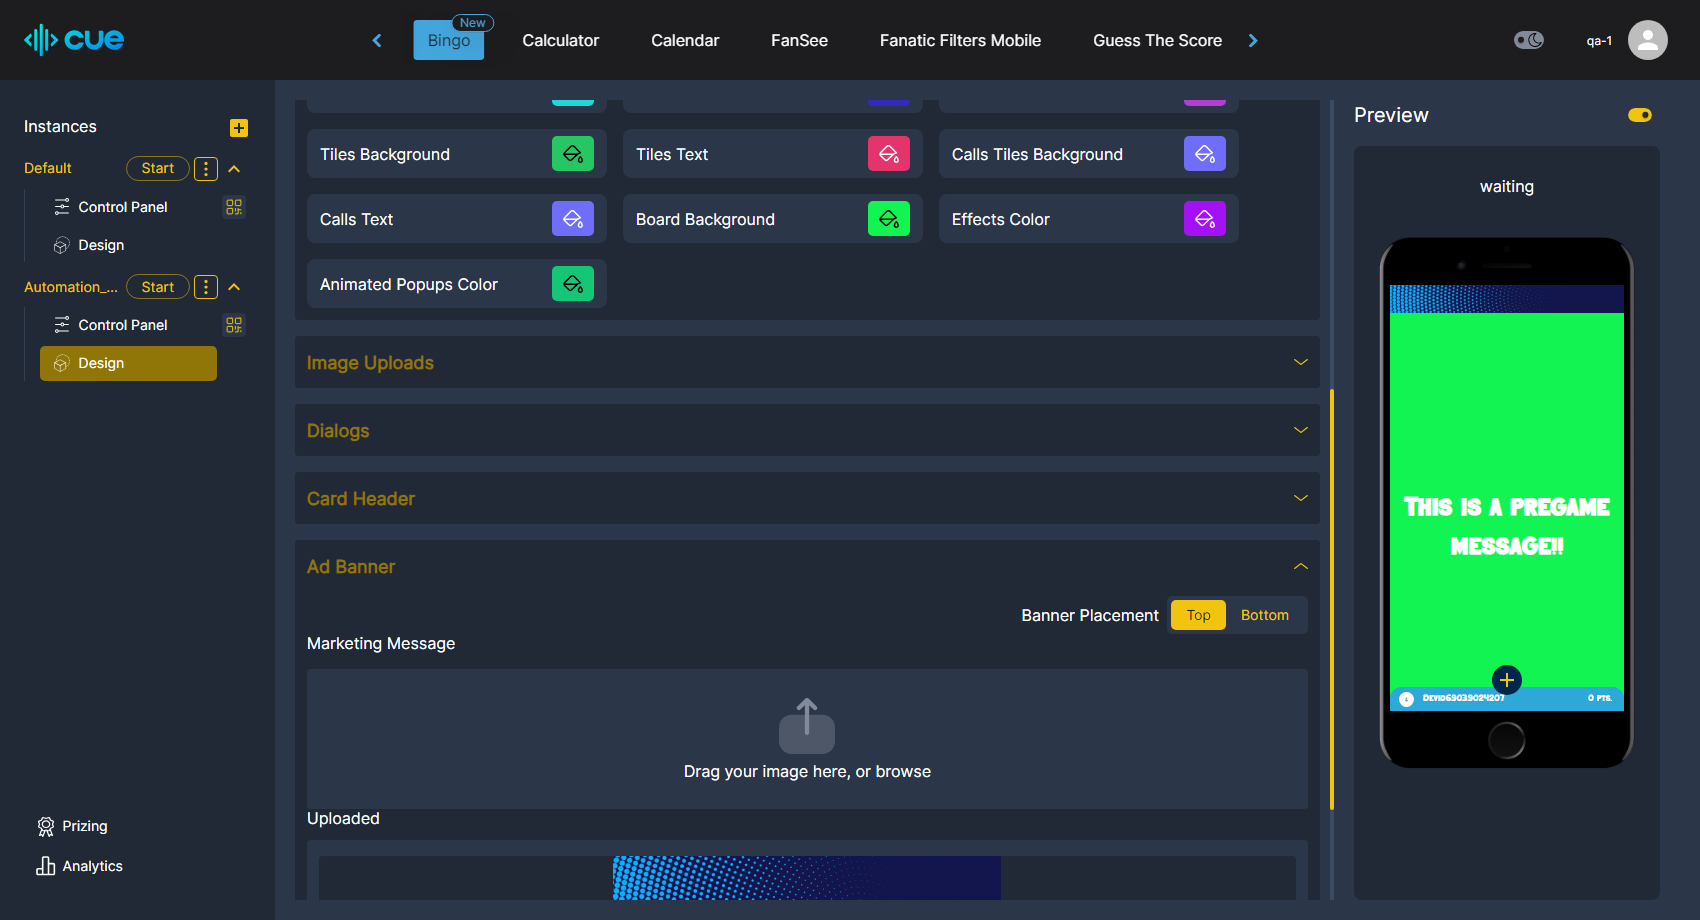 cue
Bingo
New
Calculator
Calendar
FanSee
Fanatic Filters Mobile
Guess The Score
qa-1
Instances
Default
Start
Control Panel
Design
Automation_...
Start
Control Panel
Design
Prizing
Analytics
Tiles Background
Tiles Text
Calls Tiles Background
Calls Text
Board Background
Effects Color
Animated Popups Color
Image Uploads
Dialogs
Card Header
Ad Banner
Banner Placement
Top
Bottom
Marketing Message
Drag your image here, or browse
Uploaded
Preview
waiting
THIS IS A PREGAME
MESSAGE!!
DEVID69039024207
0 PTS.